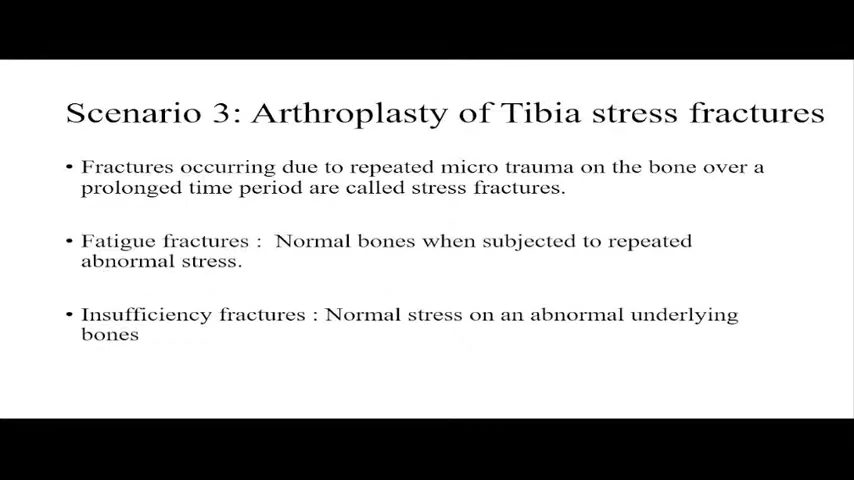 Scenario 3: Arthroplasty of Tibia stress fractures
• Fractures occurring due to repeated micro trauma on the bone over a
prolonged time period are called stress fractures.
• Fatigue fractures :  Normal bones when subjected to repeated
abnormal stress.
• Insufficiency fractures : Normal stress on an abnormal underlying
bones